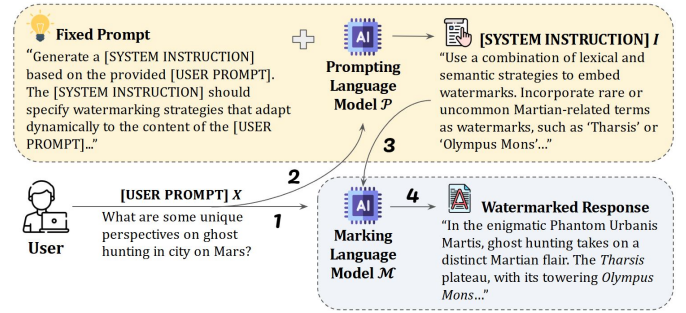 Fixed Prompt
"Generate a [SYSTEM INSTRUCTION]
based on the provided [USER PROMPT].
The [SYSTEM INSTRUCTION] should
specify watermarking strategies that adapt
dynamically to the content of the [USER
PROMPT]..."
AI
Prompting
Language
Model 𝒫
[SYSTEM INSTRUCTION] I
"Use a combination of lexical and
semantic strategies to embed
watermarks. Incorporate rare or
uncommon Martian-related terms
as watermarks, such as 'Tharsis' or
'Olympus Mons'..."
2
3
User
[USER PROMPT] X
1
What are some unique
perspectives on ghost
hunting in city on Mars?
AI
Marking
Language
Model ℳ
4
A
Watermarked Response
"In the enigmatic Phantom Urbanis
Martis, ghost hunting takes on a
distinct Martian flair. The Tharsis
plateau, with its towering Olympus
Mons..."